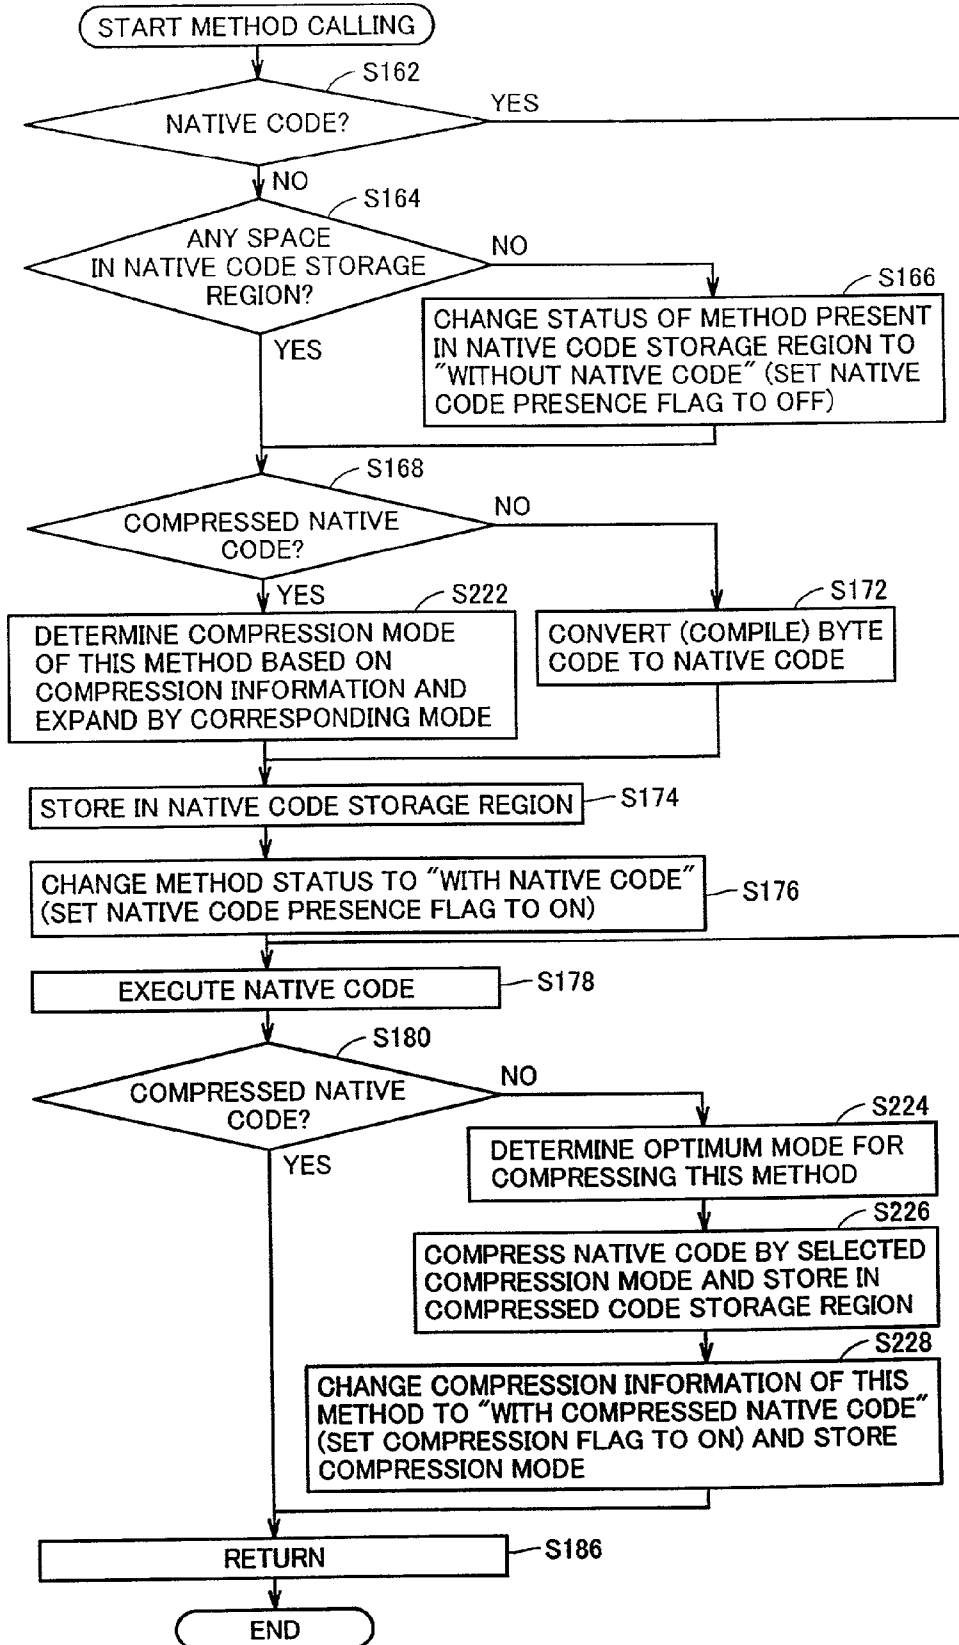 START METHOD CALLING
S162
NATIVE CODE?
YES
NO
S164
ANY SPACE
IN NATIVE CODE STORAGE
REGION?
NO
YES
S166
CHANGE STATUS OF METHOD PRESENT
IN NATIVE CODE STORAGE REGION TO
"WITHOUT NATIVE CODE" (SET NATIVE
CODE PRESENCE FLAG TO OFF)
S168
COMPRESSED NATIVE
CODE?
NO
YES
S222
DETERMINE COMPRESSION MODE
OF THIS METHOD BASED ON
COMPRESSION INFORMATION AND
EXPAND BY CORRESPONDING MODE
S172
CONVERT (COMPILE) BYTE
CODE TO NATIVE CODE
STORE IN NATIVE CODE STORAGE REGION
S174
CHANGE METHOD STATUS TO "WITH NATIVE CODE"
(SET NATIVE CODE PRESENCE FLAG TO ON)
S176
EXECUTE NATIVE CODE
S178
S180
COMPRESSED NATIVE
CODE?
NO
YES
S224
DETERMINE OPTIMUM MODE FOR
COMPRESSING THIS METHOD
S226
COMPRESS NATIVE CODE BY SELECTED
COMPRESSION MODE AND STORE IN
COMPRESSED CODE STORAGE REGION
S228
CHANGE COMPRESSION INFORMATION OF THIS
METHOD TO "WITH COMPRESSED NATIVE CODE"
(SET COMPRESSION FLAG TO ON) AND STORE
COMPRESSION MODE
RETURN
S186
END